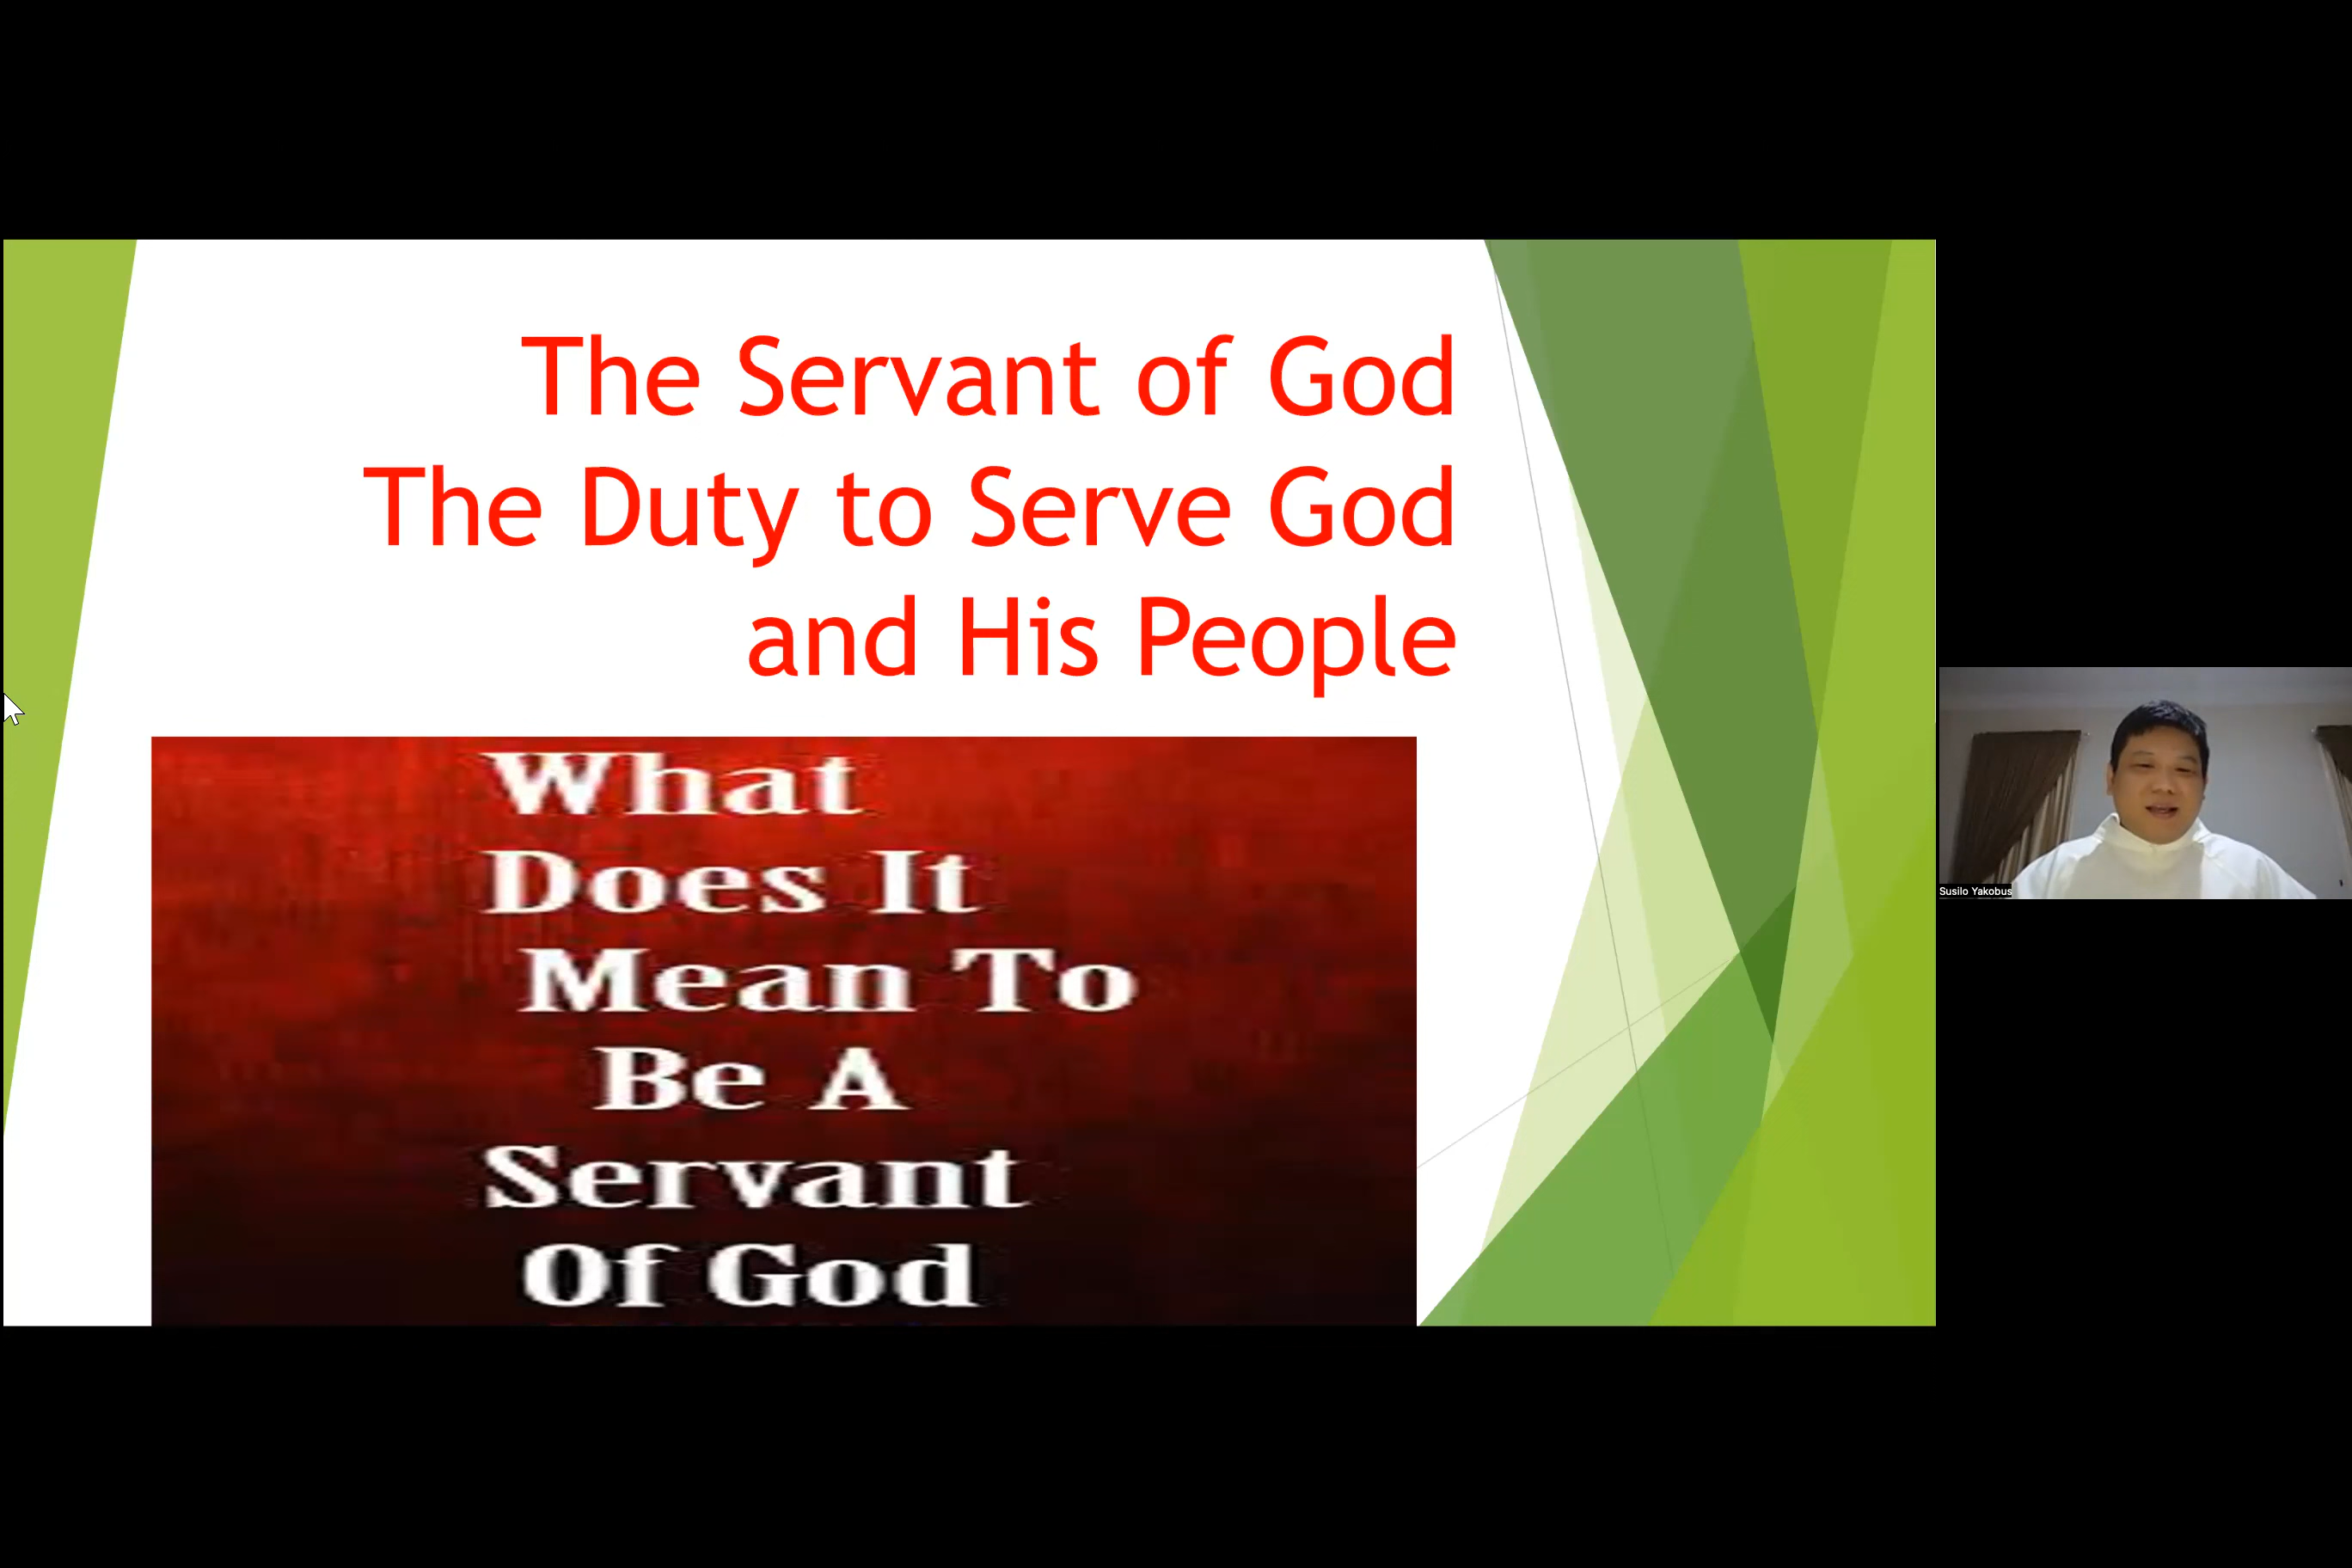 The Servant of God
The Duty to Serve God
and His People
What
Does It
Mean To
Be A
Servant
Of God
Susilo Yakobus